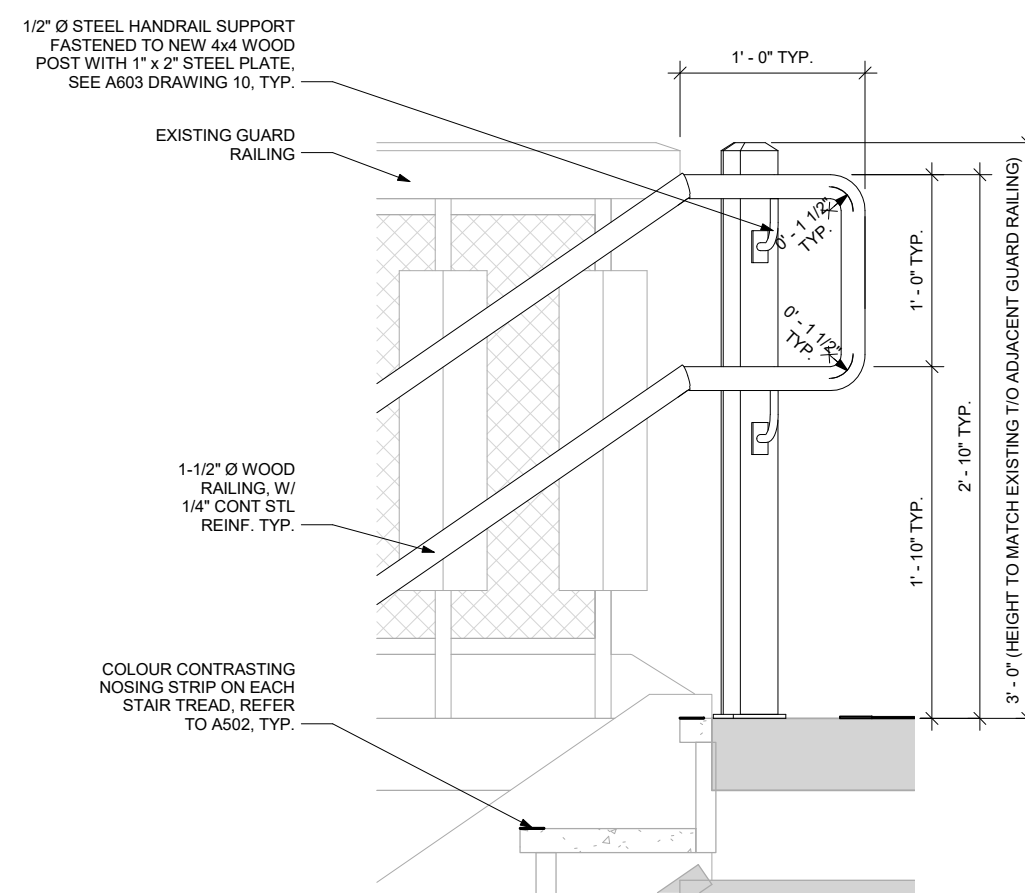 1/2" Ø STEEL HANDRAIL SUPPORT
FASTENED TO NEW 4x4 WOOD
POST WITH 1" x 2" STEEL PLATE,
SEE A603 DRAWING 10, TYP.
EXISTING GUARD
RAILING
1-1/2" Ø WOOD
RAILING, W/
1/4" CONT STL
REINF. TYP.
COLOUR CONTRASTING
NOSING STRIP ON EACH
STAIR TREAD, REFER
TO A502, TYP.
1' - 0" TYP.
0' - 1 1/2"
TYP.
0' - 1 1/2"
TYP.
1' - 0" TYP.
1' - 10" TYP.
2' - 10" TYP.
3' - 0" (HEIGHT TO MATCH EXISTING T/O ADJACENT GUARD RAILING)